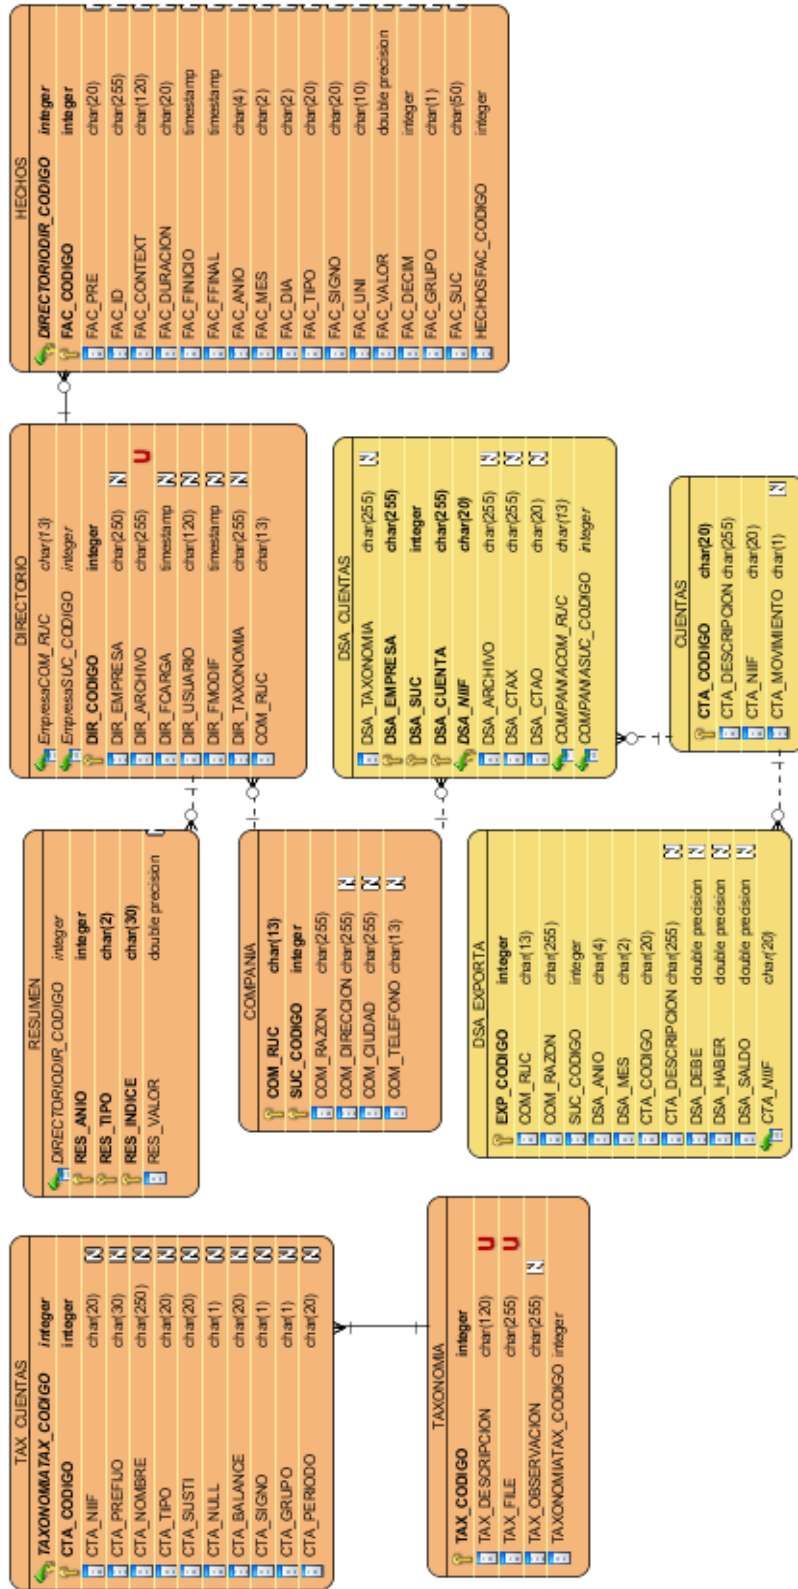 TAX_CUENTAS
TAXONOMIATAX_CODIGO integer
CTA_CODIGO integer
CTA_NIIF char(20) N
CTA_PREFIJO char(30) N
CTA_NOMBRE char(250) N
CTA_TIPO char(20) N
CTA_SUSTI char(20) N
CTA_NULL char(1) N
CTA_BALANCE char(20) N
CTA_SIGNO char(1) N
CTA_GRUPO char(1) N
CTA_PERIODO char(20) N
TAXONOMIA
TAX_CODIGO integer
TAX_DESCRIPCION char(120) U
TAX_FILE char(255) U
TAX_OBSERVACION char(255) N
TAXONOMIATAX_CODIGO integer
RESUMEN
DIRECTORIODIR_CODIGO integer
RES_ANIO integer
RES_TIPO char(2)
RES_INDICE char(30)
RES_VALOR double precision
COMPANIA
COM_RUC char(13)
SUC_CODIGO integer
COM_RAZON char(255)
COM_DIRECCION char(255) N
COM_CIUDAD char(255) N
COM_TELEFONO char(13) N
DSA_EXPORTA
EXP_CODIGO integer
COM_RUC char(13)
COM_RAZON char(255)
SUC_CODIGO integer
DSA_ANIO char(4)
DSA_MES char(2)
CTA_CODIGO char(20)
CTA_DESCRIPCION char(255) N
DSA_DEBE double precision N
DSA_HABER double precision N
DSA_SALDO double precision N
CTA_NIIF char(20)
DIRECTORIO
EmpresaCOM_RUC char(13)
EmpresaSUC_CODIGO integer
DIR_CODIGO integer
DIR_EMPRESA char(250) N
DIR_ARCHIVO char(255) U
DIR_FCARGA timestamp N
DIR_USUARIO char(120) N
DIR_FMODIF timestamp N
DIR_TAXONOMIA char(255) N
COM_RUC char(13)
DSA_CUENTAS
DSA_TAXONOMIA char(255) N
DSA_EMPRESA char(255)
DSA_SUC integer
DSA_CUENTA char(255)
DSA_NIIF char(20)
DSA_ARCHIVO char(255) N
DSA_CTAX char(255) N
DSA_CTAO char(20) N
COMPANIACOM_RUC char(13)
COMPANIASUC_CODIGO integer
CUENTAS
CTA_CODIGO char(20)
CTA_DESCRIPCION char(255)
CTA_NIIF char(20)
CTA_MOVIMIENTO char(1) N
HECHOS
DIRECTORIODIR_CODIGO integer
FAC_CODIGO integer
FAC_PRE char(20)
FAC_ID char(255)
FAC_CONTEXT char(120)
FAC_DURACION char(20)
FAC_FINICIO timestamp
FAC_FFINAL timestamp
FAC_ANIO char(4)
FAC_MES char(2)
FAC_DIA char(2)
FAC_TIPO char(20)
FAC_SIGNO char(20)
FAC_UNI char(10)
FAC_VALOR double precision
FAC_DECIM integer
FAC_GRUPO char(1)
FAC_SUC char(50)
HECHOSFAC_CODIGO integer